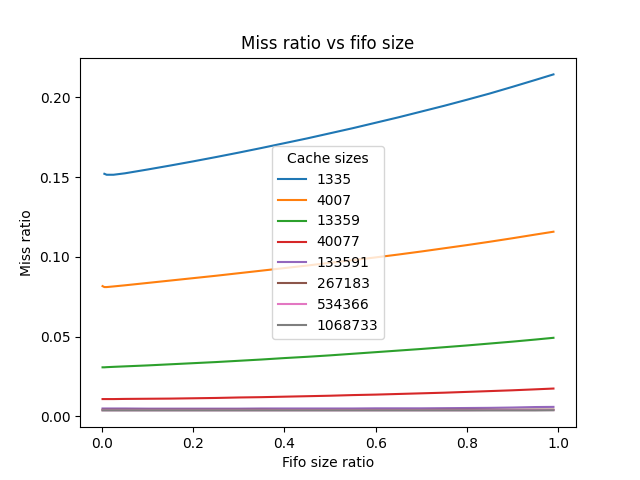 Miss ratio vs fifo size
0.20
0.15
0.10
0.05
0.00
Miss ratio
Cache sizes
1335
4007
13359
40077
133591
267183
534366
1068733
0.0 0.2 0.4 0.6 0.8 1.0
Fifo size ratio